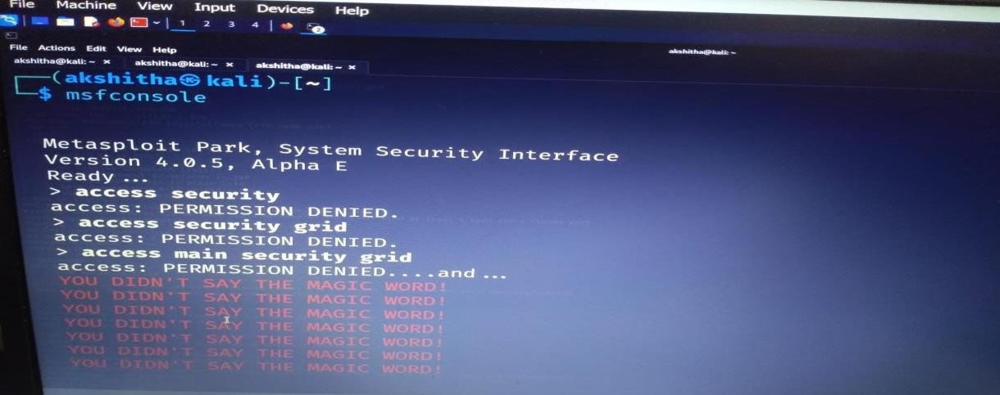 File Machine View Input Devices Help
1 2 3 4 2
akshitha@kali: ~
File Actions Edit View Help
akshitha@kali: ~ × akshitha@kali: ~ × akshitha@kali: ~ ×
(akshitha㉿kali)-[~]
$ msfconsole
Metasploit Park, System Security Interface
Version 4.0.5, Alpha E
Ready...
> access security
access: PERMISSION DENIED.
> access security grid
access: PERMISSION DENIED.
> access main security grid
access: PERMISSION DENIED....and...
YOU DIDN'T SAY THE MAGIC WORD!
YOU DIDN'T SAY THE MAGIC WORD!
YOU DIDN'T SAY THE MAGIC WORD!
YOU DIDN'T SAY THE MAGIC WORD!
YOU DIDN'T SAY THE MAGIC WORD!
YOU DIDN'T SAY THE MAGIC WORD!
YOU DIDN'T SAY THE MAGIC WORD!